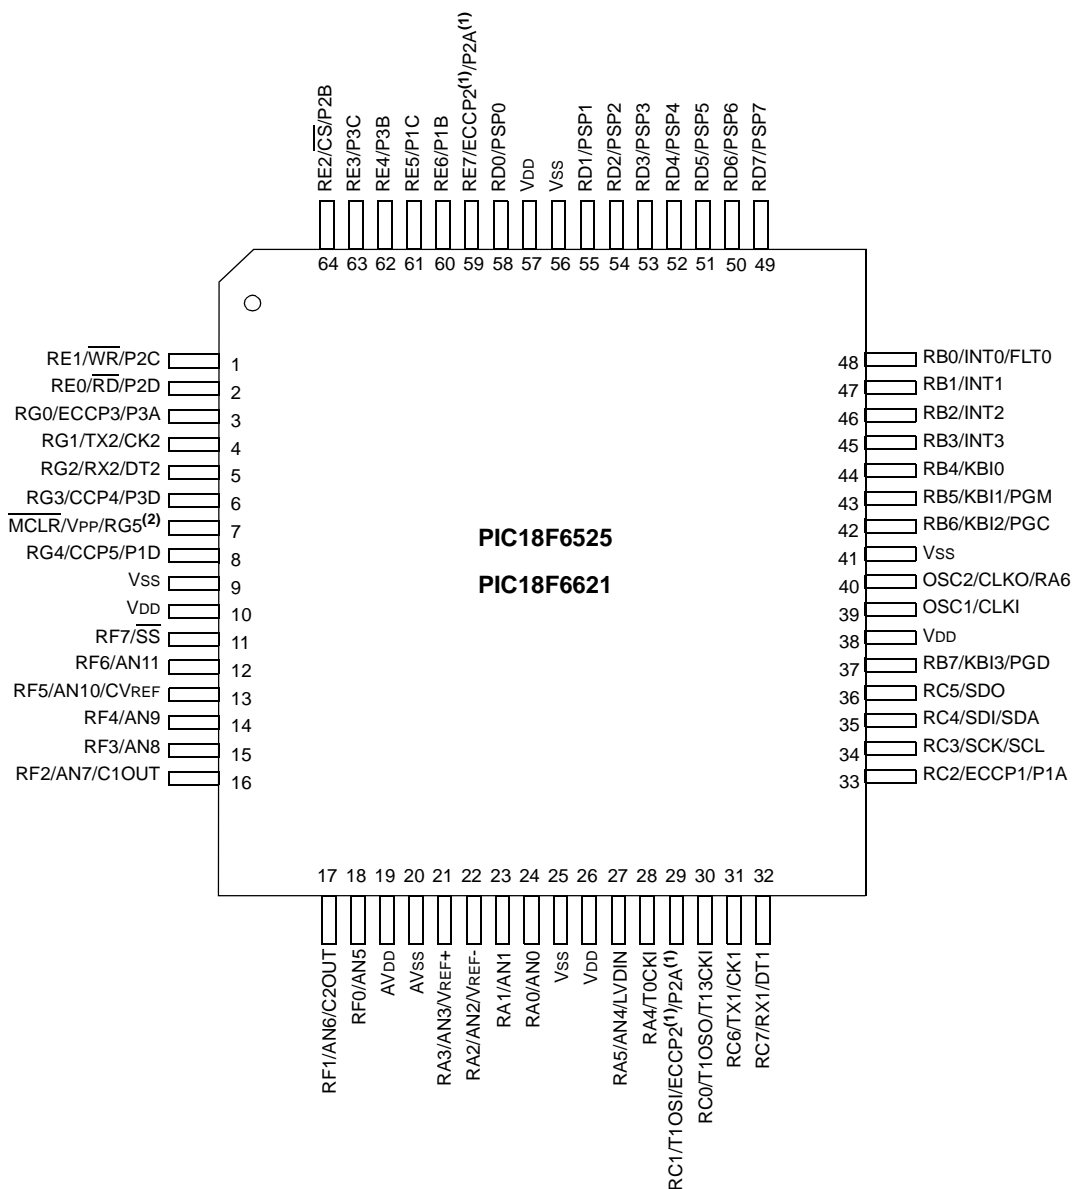 RE2/CS/P2B
RE3/P3C
RE4/P3B
RE5/P1C
RE6/P1B
RE7/ECCP2(1)/P2A(1)
RD0/PSP0
VDD
VSS
RD1/PSP1
RD2/PSP2
RD3/PSP3
RD4/PSP4
RD5/PSP5
RD6/PSP6
RD7/PSP7
64 63 62 61 60 59 58 57 56 55 54 53 52 51 50 49
RE1/WR/P2C 1
RE0/RD/P2D 2
RG0/ECCP3/P3A 3
RG1/TX2/CK2 4
RG2/RX2/DT2 5
RG3/CCP4/P3D 6
MCLR/VPP/RG5(2) 7
RG4/CCP5/P1D 8
VSS 9
VDD 10
RF7/SS 11
RF6/AN11 12
RF5/AN10/CVREF 13
RF4/AN9 14
RF3/AN8 15
RF2/AN7/C1OUT 16
PIC18F6525
PIC18F6621
48 RB0/INT0/FLT0
47 RB1/INT1
46 RB2/INT2
45 RB3/INT3
44 RB4/KBI0
43 RB5/KBI1/PGM
42 RB6/KBI2/PGC
41 VSS
40 OSC2/CLKO/RA6
39 OSC1/CLKI
38 VDD
37 RB7/KBI3/PGD
36 RC5/SDO
35 RC4/SDI/SDA
34 RC3/SCK/SCL
33 RC2/ECCP1/P1A
17 18 19 20 21 22 23 24 25 26 27 28 29 30 31 32
RF1/AN6/C2OUT
RF0/AN5
AVDD
AVSS
RA3/AN3/VREF+
RA2/AN2/VREF-
RA1/AN1
RA0/AN0
VSS
VDD
RA5/AN4/LVDIN
RA4/T0CKI
RC1/T1OSI/ECCP2(1)/P2A(1)
RC0/T1OSO/T13CKI
RC6/TX1/CK1
RC7/RX1/DT1